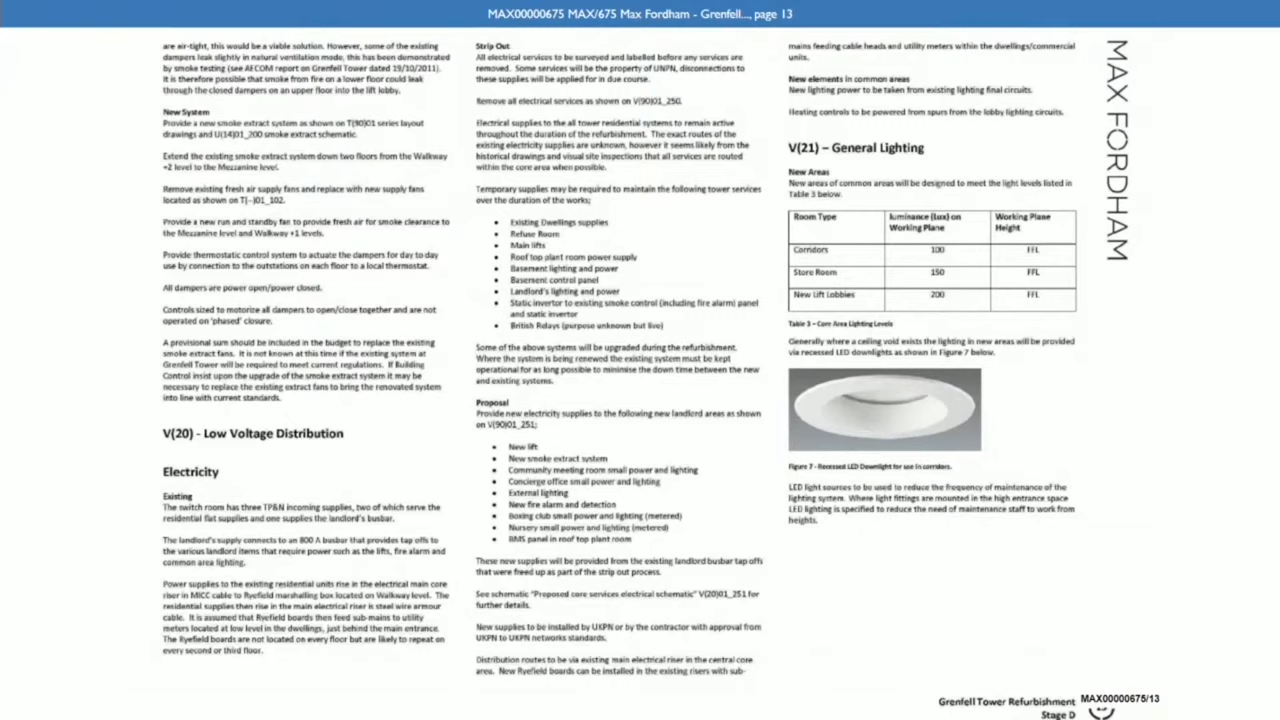 MAX00000675 MAX/675 Max Fordham - Grenfell..., page 13
are air-tight, this would be a viable solution. However, some of the existing
dampers leak slightly in natural ventilation mode, this has been demonstrated
by smoke testing (see AECOM report on Grenfell Tower dated 19/10/2011).
It is therefore possible that smoke from fire on a lower floor could leak
through the closed dampers on an upper floor into the lift lobby.
New System
Provide a new smoke extract system as shown on T(90)01 series layout
drawings and U(14)01_200 smoke extract schematic.
Extend the existing smoke extract system down two floors from the Walkway
+2 level to the Mezzanine level.
Remove existing fresh air supply fans and replace with new supply fans
located as shown on T(--)01_102.
Provide a new run and standby fan to provide fresh air for smoke clearance to
the Mezzanine level and Walkway +1 levels.
Provide thermostatic control system to actuate the dampers for day to day
use by connection to the outstations on each floor to a local thermostat.
All dampers are power open/power closed.
Controls sized to motorize all dampers to open/close together and are not
operated on 'phased' closure.
A provisional sum should be included in the budget to replace the existing
smoke extract fans. It is not known at this time if the existing system at
Grenfell Tower will be required to meet current regulations. If Building
Control insist upon the upgrade of the smoke extract system it may be
necessary to replace the existing extract fans to bring the renovated system
into line with current standards.
V(20) - Low Voltage Distribution
Electricity
Existing
The switch room has three TP&N incoming supplies, two of which serve the
residential flat supplies and one supplies the landlord's busbar.
The landlord's supply connects to an 800 A busbar that provides tap offs to
the various landlord items that require power such as the lifts, fire alarm and
common area lighting.
Power supplies to the existing residential units rise in the electrical main core
riser in MICC cable to Ryefield marshalling box located on Walkway level. The
residential supplies then rise in the main electrical riser is steel wire armour
cable. It is assumed that Ryefield boards then feed sub-mains to utility
meters located at low level in the dwellings, just behind the main entrance.
The Ryefield boards are not located on every floor but are likely to repeat on
every second or third floor.
Strip Out
All electrical services to be surveyed and labelled before any services are
removed. Some services will be the property of UNPN, disconnections to
these supplies will be applied for in due course.
Remove all electrical services as shown on V(90)01_250.
Electrical supplies to the all tower residential systems to remain active
throughout the duration of the refurbishment. The exact routes of the
existing electricity supplies are unknown, however it seems likely from the
historical drawings and visual site inspections that all services are routed
within the core area when possible.
Temporary supplies may be required to maintain the following tower services
over the duration of the works;
• Existing Dwellings supplies
• Refuse Room
• Main lifts
• Roof top plant room power supply
• Basement lighting and power
• Basement control panel
• Landlord's lighting and power
• Static invertor to existing smoke control (including fire alarm) panel
and static invertor
• British Relays (purpose unknown but live)
Some of the above systems will be upgraded during the refurbishment.
Where the system is being renewed the existing system must be kept
operational for as long possible to minimise the down time between the new
and existing systems.
Proposal
Provide new electricity supplies to the following new landlord areas as shown
on V(90)01_251;
• New lift
• New smoke extract system
• Community meeting room small power and lighting
• Concierge office small power and lighting
• External lighting
• New fire alarm and detection
• Boxing club small power and lighting (metered)
• Nursery small power and lighting (metered)
• BMS panel in roof top plant room
These new supplies will be provided from the existing landlord busbar tap offs
that were freed up as part of the strip out process.
See schematic "Proposed core services electrical schematic" V(20)01_251 for
further details.
New supplies to be installed by UKPN or by the contractor with approval from
UKPN to UKPN networks standards.
Distribution routes to be via existing main electrical riser in the central core
area. New Ryefield boards can be installed in the existing risers with sub-
mains feeding cable heads and utility meters within the dwellings/commercial
units.
New elements in common areas
New lighting power to be taken from existing lighting final circuits.
Heating controls to be powered from spurs from the lobby lighting circuits.
V(21) – General Lighting
New Areas
New areas of common areas will be designed to meet the light levels listed in
Table 3 below.
Room Type luminance (Lux) on Working Plane
Working Plane Height
Corridors 100 FFL
Store Room 150 FFL
New Lift Lobbies 200 FFL
Table 3 – Core Area Lighting Levels
Generally where a ceiling void exists the lighting in new areas will be provided
via recessed LED downlights as shown in Figure 7 below.
Figure 7 - Recessed LED Downlight for use in corridors.
LED light sources to be used to reduce the frequency of maintenance of the
lighting system. Where light fittings are mounted in the high entrance space
LED lighting is specified to reduce the need of maintenance staff to work from
heights.
MAX FORDHAM
Grenfell Tower Refurbishment
Stage D
MAX00000675/13